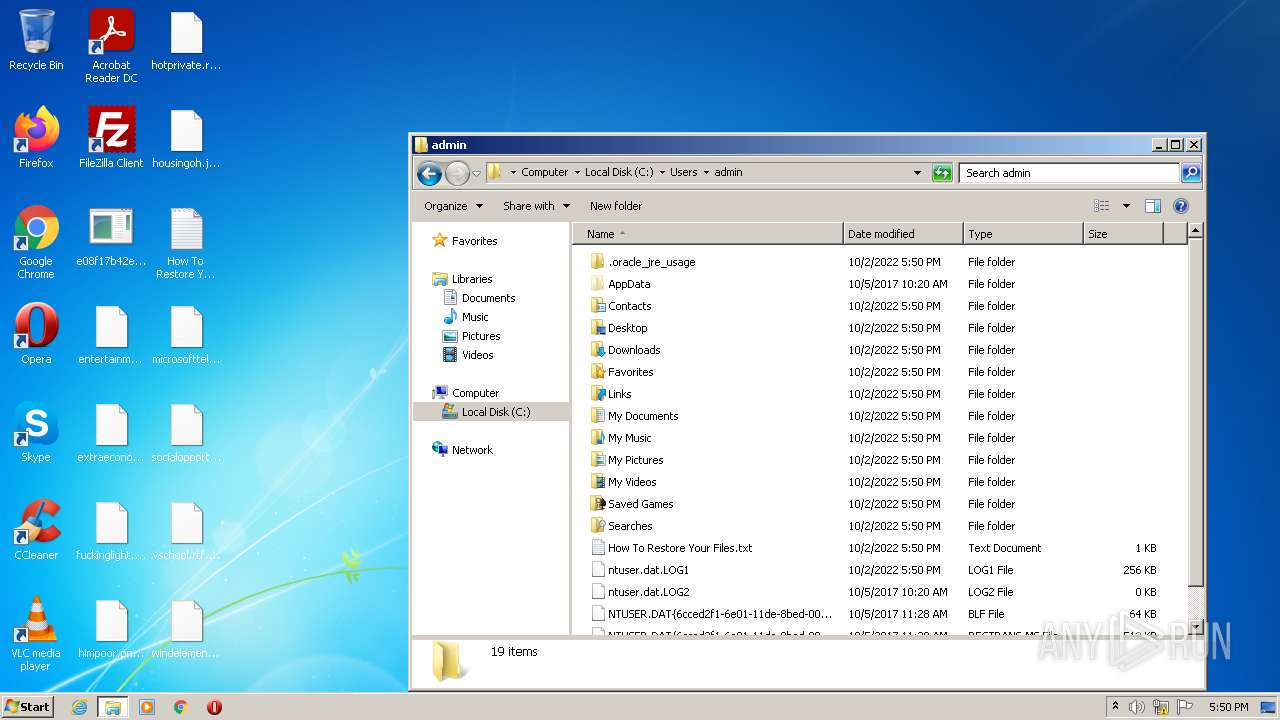 Recycle Bin
Acrobat
Reader DC
hotprivate.r...
Firefox
FileZilla Client
housingoh.j...
Google
Chrome
e08f17b42e...
How To
Restore Y...
Opera
entertainm...
microsofttel...
Skype
extraecono...
socialopport...
CCleaner
fuckinglight....
vschool.rtf....
VLC media
player
himpoor.pn...
windelemen...
admin
Computer
Local Disk (C:)
Users
admin
Search admin
Organize
Share with
New folder
Favorites
Libraries
Documents
Music
Pictures
Videos
Computer
Local Disk (C:)
Network
Name Date modified Type Size
.oracle_jre_usage 10/2/2022 5:50 PM File folder
AppData 10/5/2017 10:20 AM File folder
Contacts 10/2/2022 5:50 PM File folder
Desktop 10/2/2022 5:50 PM File folder
Downloads 10/2/2022 5:50 PM File folder
Favorites 10/2/2022 5:50 PM File folder
Links 10/2/2022 5:50 PM File folder
My Documents 10/2/2022 5:50 PM File folder
My Music 10/2/2022 5:50 PM File folder
My Pictures 10/2/2022 5:50 PM File folder
My Videos 10/2/2022 5:50 PM File folder
Saved Games 10/2/2022 5:50 PM File folder
Searches 10/2/2022 5:50 PM File folder
How To Restore Your Files.txt 10/2/2022 5:50 PM Text Document 1 KB
ntuser.dat.LOG1 10/2/2022 5:50 PM LOG1 File 256 KB
ntuser.dat.LOG2 10/5/2017 10:20 AM LOG2 File 0 KB
NTUSER.DAT{6cced2f1-6e01-11de-8bed-00... 10/5/2017 11:28 AM BLF File 64 KB
19 items
ANY RUN
Start
5:50 PM